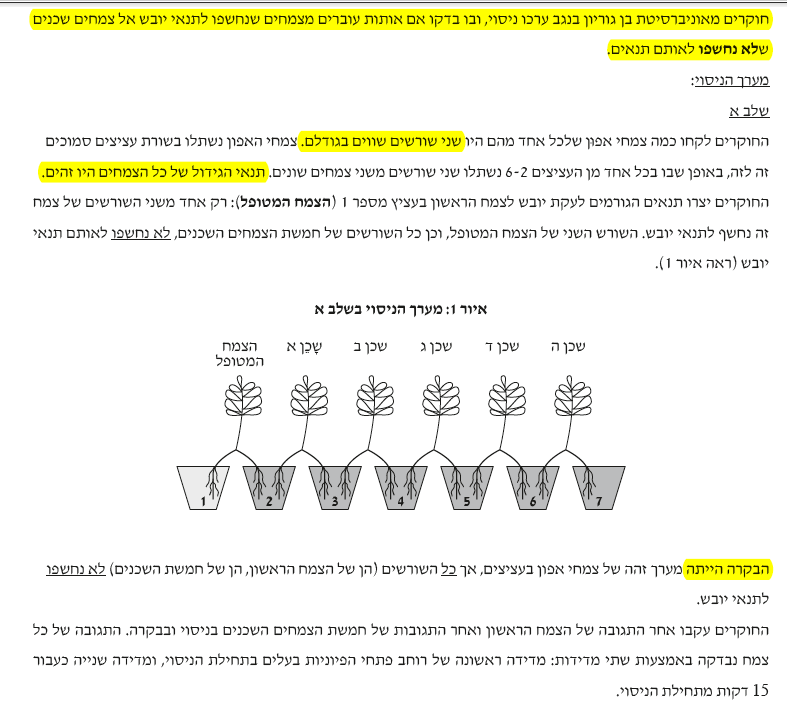 חוקרים מאוניברסיטת בן גוריון בנגב ערכו ניסוי, ובו בדקו אם אותות עוברים מצמחים שנחשפו לתנאי יובש אל צמחים שכנים
שלא נחשפו לאותם תנאים.
מערך הניסוי:
שלב א
החוקרים לקחו כמה צמחי אפון שלכל אחד מהם היו שני שורשים שווים בגודלם. צמחי האפון נשתלו בשורת עציצים סמוכים
זה לזה, באופן שבו בכל אחד מן העציצים 2-6 נשתלו שני שורשים משני צמחים שונים. תנאי הגידול של כל הצמחים היו זהים.
החוקרים יצרו תנאים הגורמים לעקת יובש לצמח הראשון בעציץ מספר 1 (הצמח המטופל): רק אחד משני השורשים של צמח
זה נחשף לתנאי יובש. השורש השני של הצמח המטופל, וכן כל השורשים של חמשת הצמחים השכנים, לא נחשפו לאותם תנאי
יובש (ראה איור 1).
איור 1: מערך הניסוי בשלב א
הצמח
המטופל
שָכֵן א
שכן ב
שכן ג
שכן ד
שכן ה
1 2 3 4 5 6 7
הבקרה הייתה מערך זהה של צמחי אפון בעציצים, אך כל השורשים (הן של הצמח הראשון, הן של חמשת השכנים) לא נחשפו
לתנאי יובש.
החוקרים עקבו אחר התגובה של הצמח הראשון ואחר התגובות של חמשת הצמחים השכנים בניסוי ובבקרה. התגובה של כל
צמח נבדקה באמצעות שתי מדידות: מדידה ראשונה של רוחב פתחי הפיוניות בעלים בתחילת הניסוי, ומדידה שנייה כעבור
15 דקות מתחילת הניסוי.